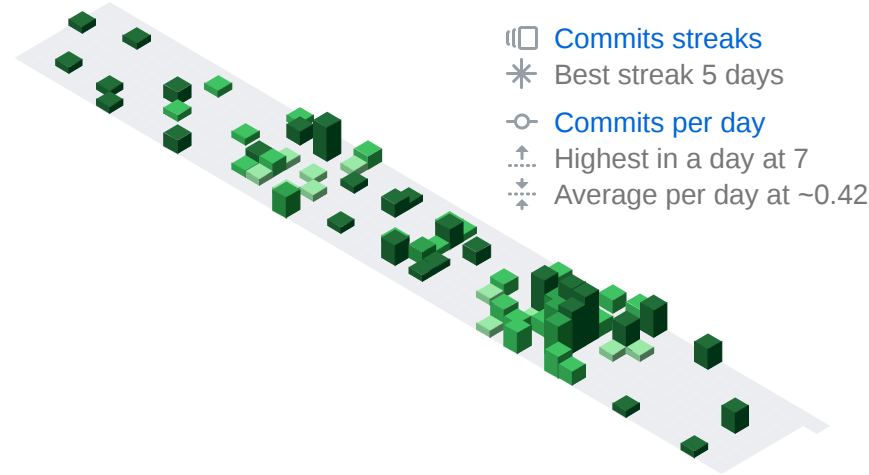 Commits streaks
Best streak 5 days
Commits per day
Highest in a day at 7
Average per day at ~0.42